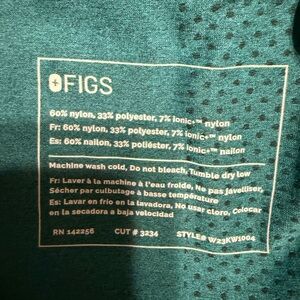 FIGS
60% nylon, 33% polyester, 7% ionic+™ nylon
Fr: 60% nylon, 33% polyester, 7% ionic+™ nylon
Es: 60% nailon, 33% poliéster, 7% ionic+™ nailon
Machine wash cold, Do not bleach, Tumble dry low
Fr: Laver à la machine à l'eau froide, Ne pas javelliser,
Sécher par culbutage à basse température
Es: Lavar en frío en la lavadora, No usar cloro, Colocar
en la secadora a baja velocidad
RN 142256 CUT # 3234 STYLE# W23KW1004